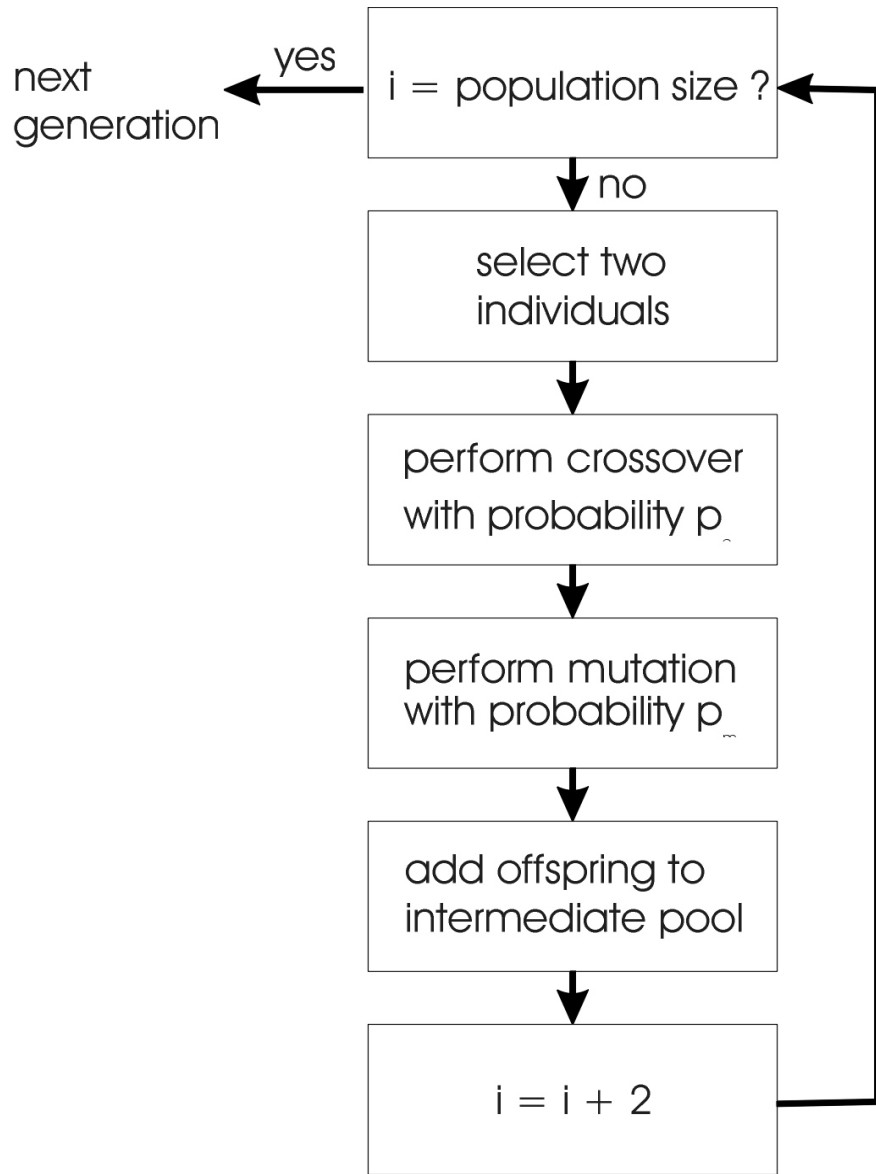 yes
next
generation
i = population size ?
no
select two
individuals
perform crossover
with probability p
perform mutation
with probability p m
add offspring to
intermediate pool
i = i + 2